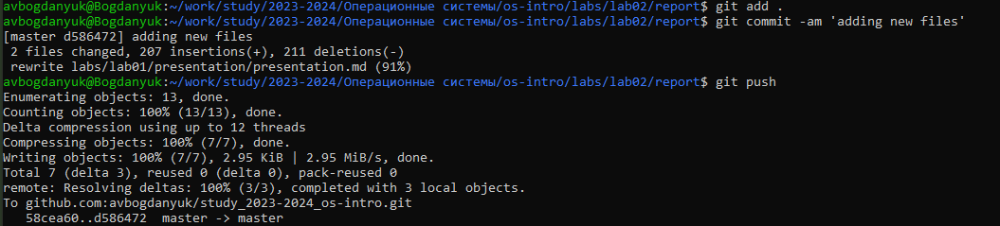 avbogdanyuk@Bogdanyuk:~/work/study/2023-2024/Операционные системы/os-intro/labs/lab02/report$ git add .
avbogdanyuk@Bogdanyuk:~/work/study/2023-2024/Операционные системы/os-intro/labs/lab02/report$ git commit -am 'adding new files'
[master d586472] adding new files
 2 files changed, 207 insertions(+), 211 deletions(-)
 rewrite labs/lab01/presentation/presentation.md (91%)
avbogdanyuk@Bogdanyuk:~/work/study/2023-2024/Операционные системы/os-intro/labs/lab02/report$ git push
Enumerating objects: 13, done.
Counting objects: 100% (13/13), done.
Delta compression using up to 12 threads
Compressing objects: 100% (7/7), done.
Writing objects: 100% (7/7), 2.95 KiB | 2.95 MiB/s, done.
Total 7 (delta 3), reused 0 (delta 0), pack-reused 0
remote: Resolving deltas: 100% (3/3), completed with 3 local objects.
To github.com:avbogdanyuk/study_2023-2024_os-intro.git
   58cea60..d586472  master -> master